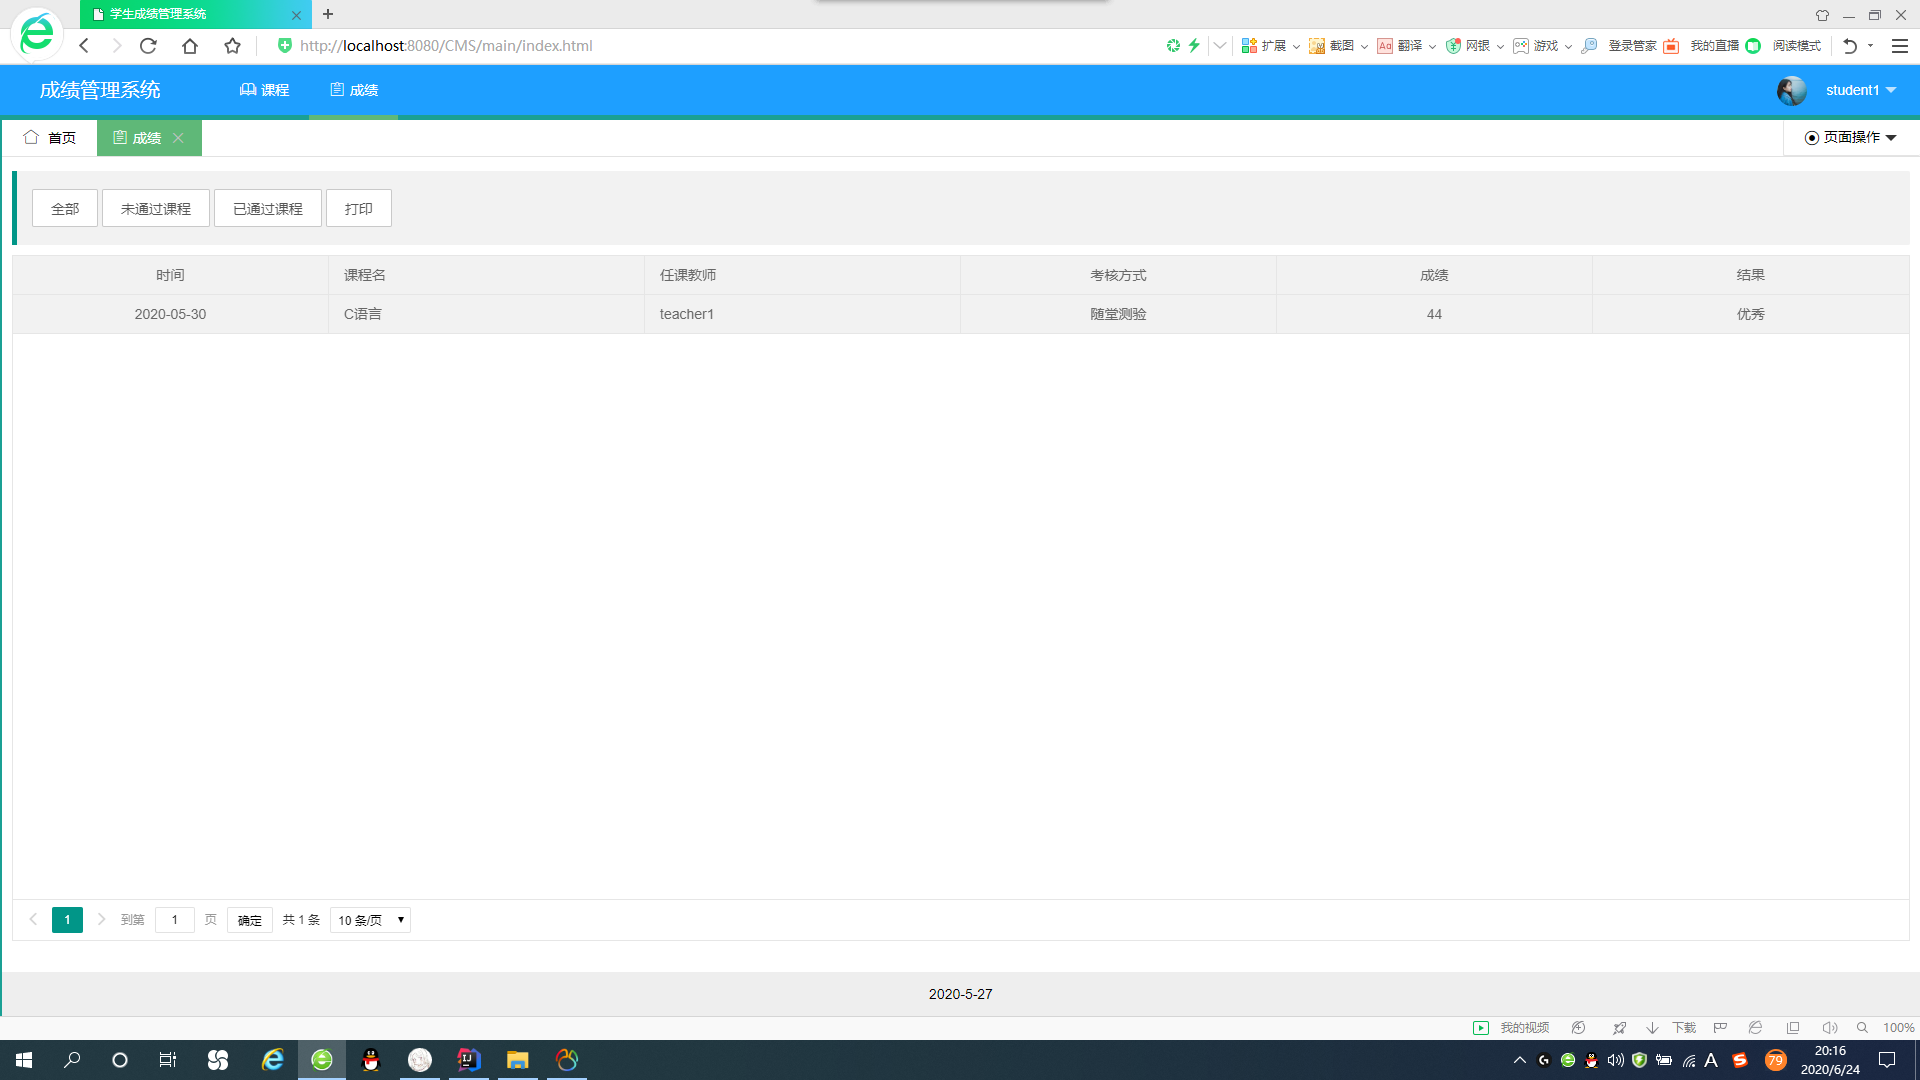 学生成绩管理系统
http://localhost:8080/CMS/main/index.html
扩展 截图 Aa 翻译 网银 游戏 登录管家 我的直播 阅读模式
成绩管理系统 课程 成绩 student1
首页 成绩 页面操作
全部 未通过课程 已通过课程 打印
时间 课程名 任课教师 考核方式 成绩 结果
2020-05-30 C语言 teacher1 随堂测验 44 优秀
1 到第 1 页 确定 共 1 条 10 条/页
2020-5-27
我的视频 下载 100%
IJ A S 79 20:16
2020/6/24